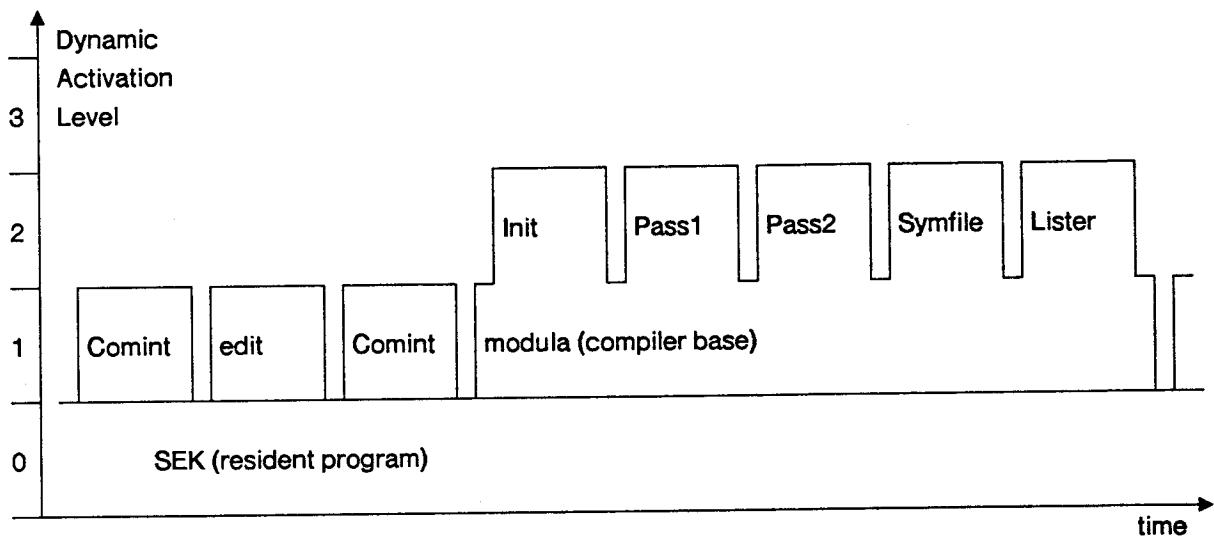 Dynamic
Activation
3 Level
2 Init Pass1 Pass2 Symfile Lister
1 Comint edit Comint modula (compiler base)
0 SEK (resident program)
time